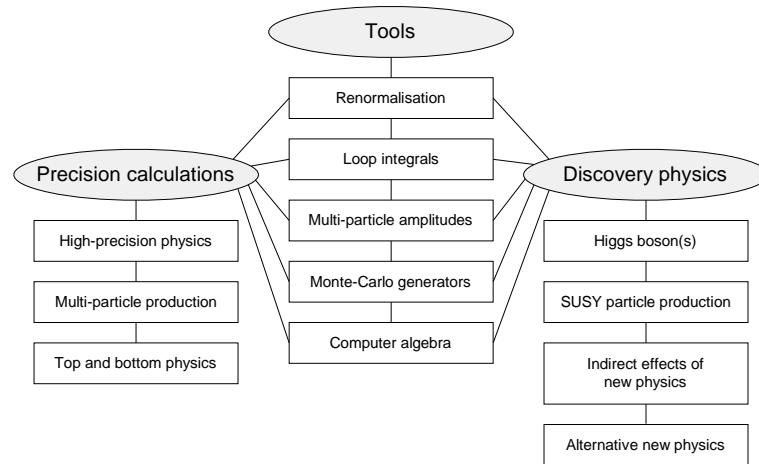 Tools
Renormalisation
Loop integrals
Multi-particle amplitudes
Monte-Carlo generators
Computer algebra
Precision calculations
High-precision physics
Multi-particle production
Top and bottom physics
Discovery physics
Higgs boson(s)
SUSY particle production
Indirect effects of
new physics
Alternative new physics